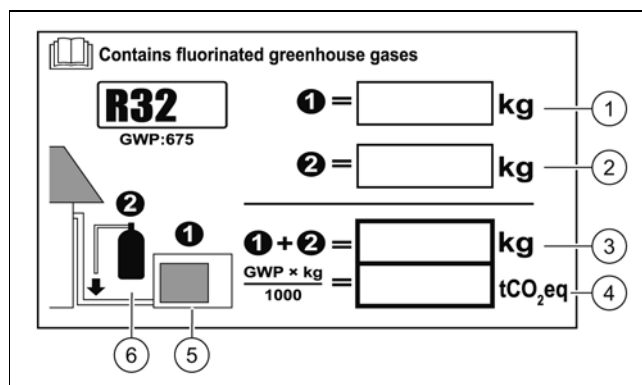 Contains fluorinated greenhouse gases
R32
GWP:675
❶ = kg ①
❷ = kg ②
❶+❷ = kg ③
GWP × kg
1000
= tCO₂eq ④
❷
❶
⑥ ⑤